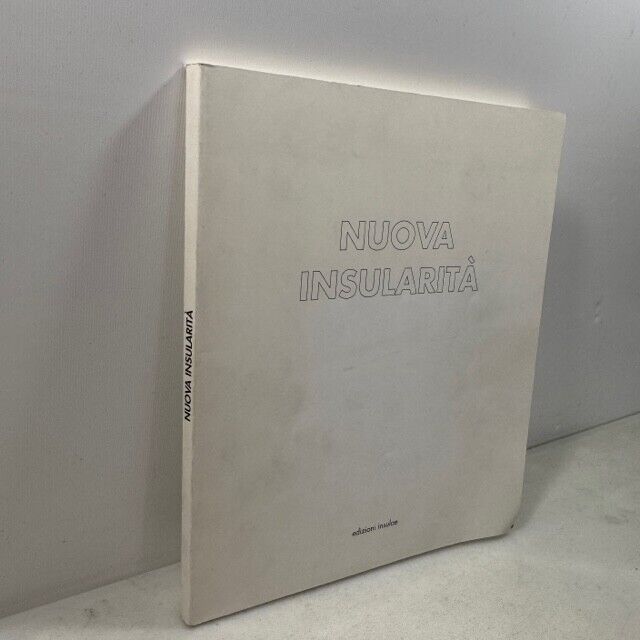 NUOVA
INSULARITÀ
NUOVA INSULARITÀ
edizioni insulae